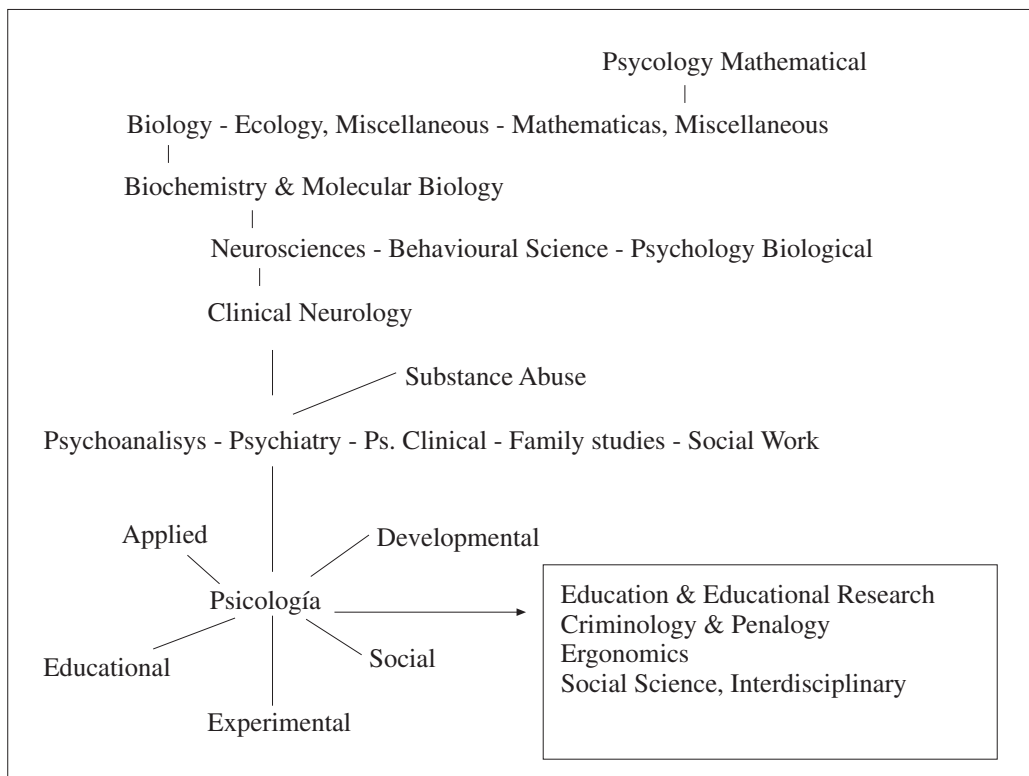 Psycology Mathematical
Biology - Ecology, Miscellaneous - Mathematicas, Miscellaneous
Biochemistry & Molecular Biology
Neurosciences - Behavioural Science - Psychology Biological
Clinical Neurology
Substance Abuse
Psychoanalisys - Psychiatry - Ps. Clinical - Family studies - Social Work
Applied
Developmental
Psicología
Educational
Social
Experimental
Education & Educational Research
Criminology & Penalogy
Ergonomics
Social Science, Interdisciplinary